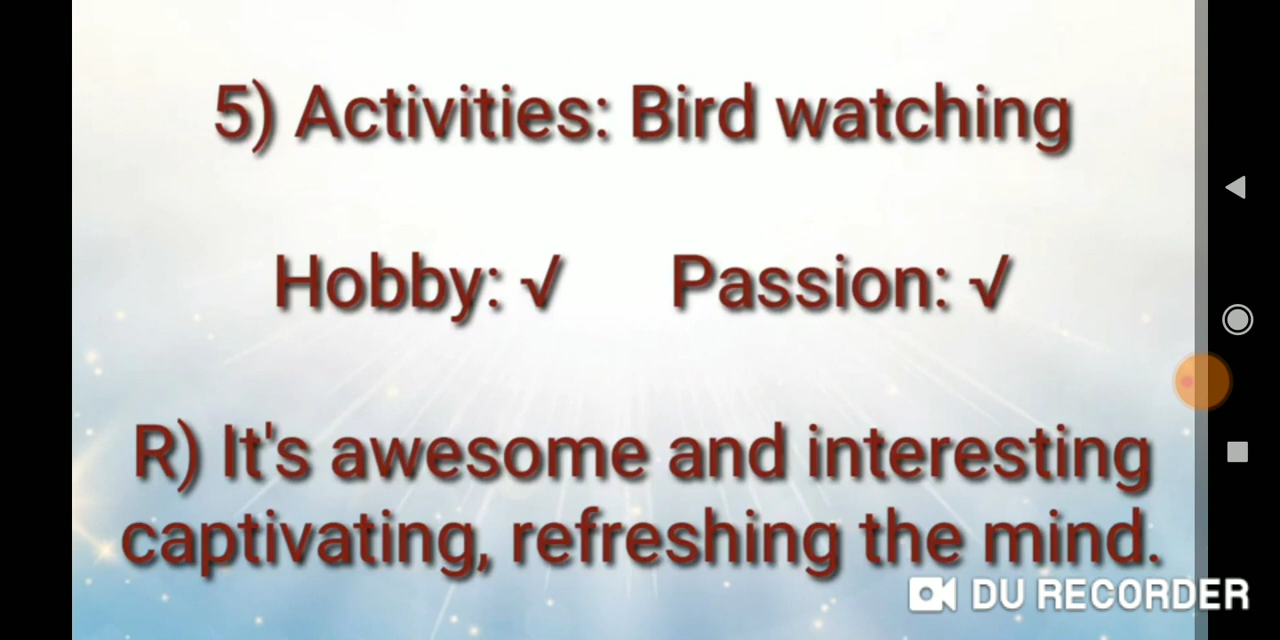 5) Activities: Bird watching
Hobby: √ Passion: √
R) It's awesome and interesting
captivating, refreshing the mind.
DU RECORDER